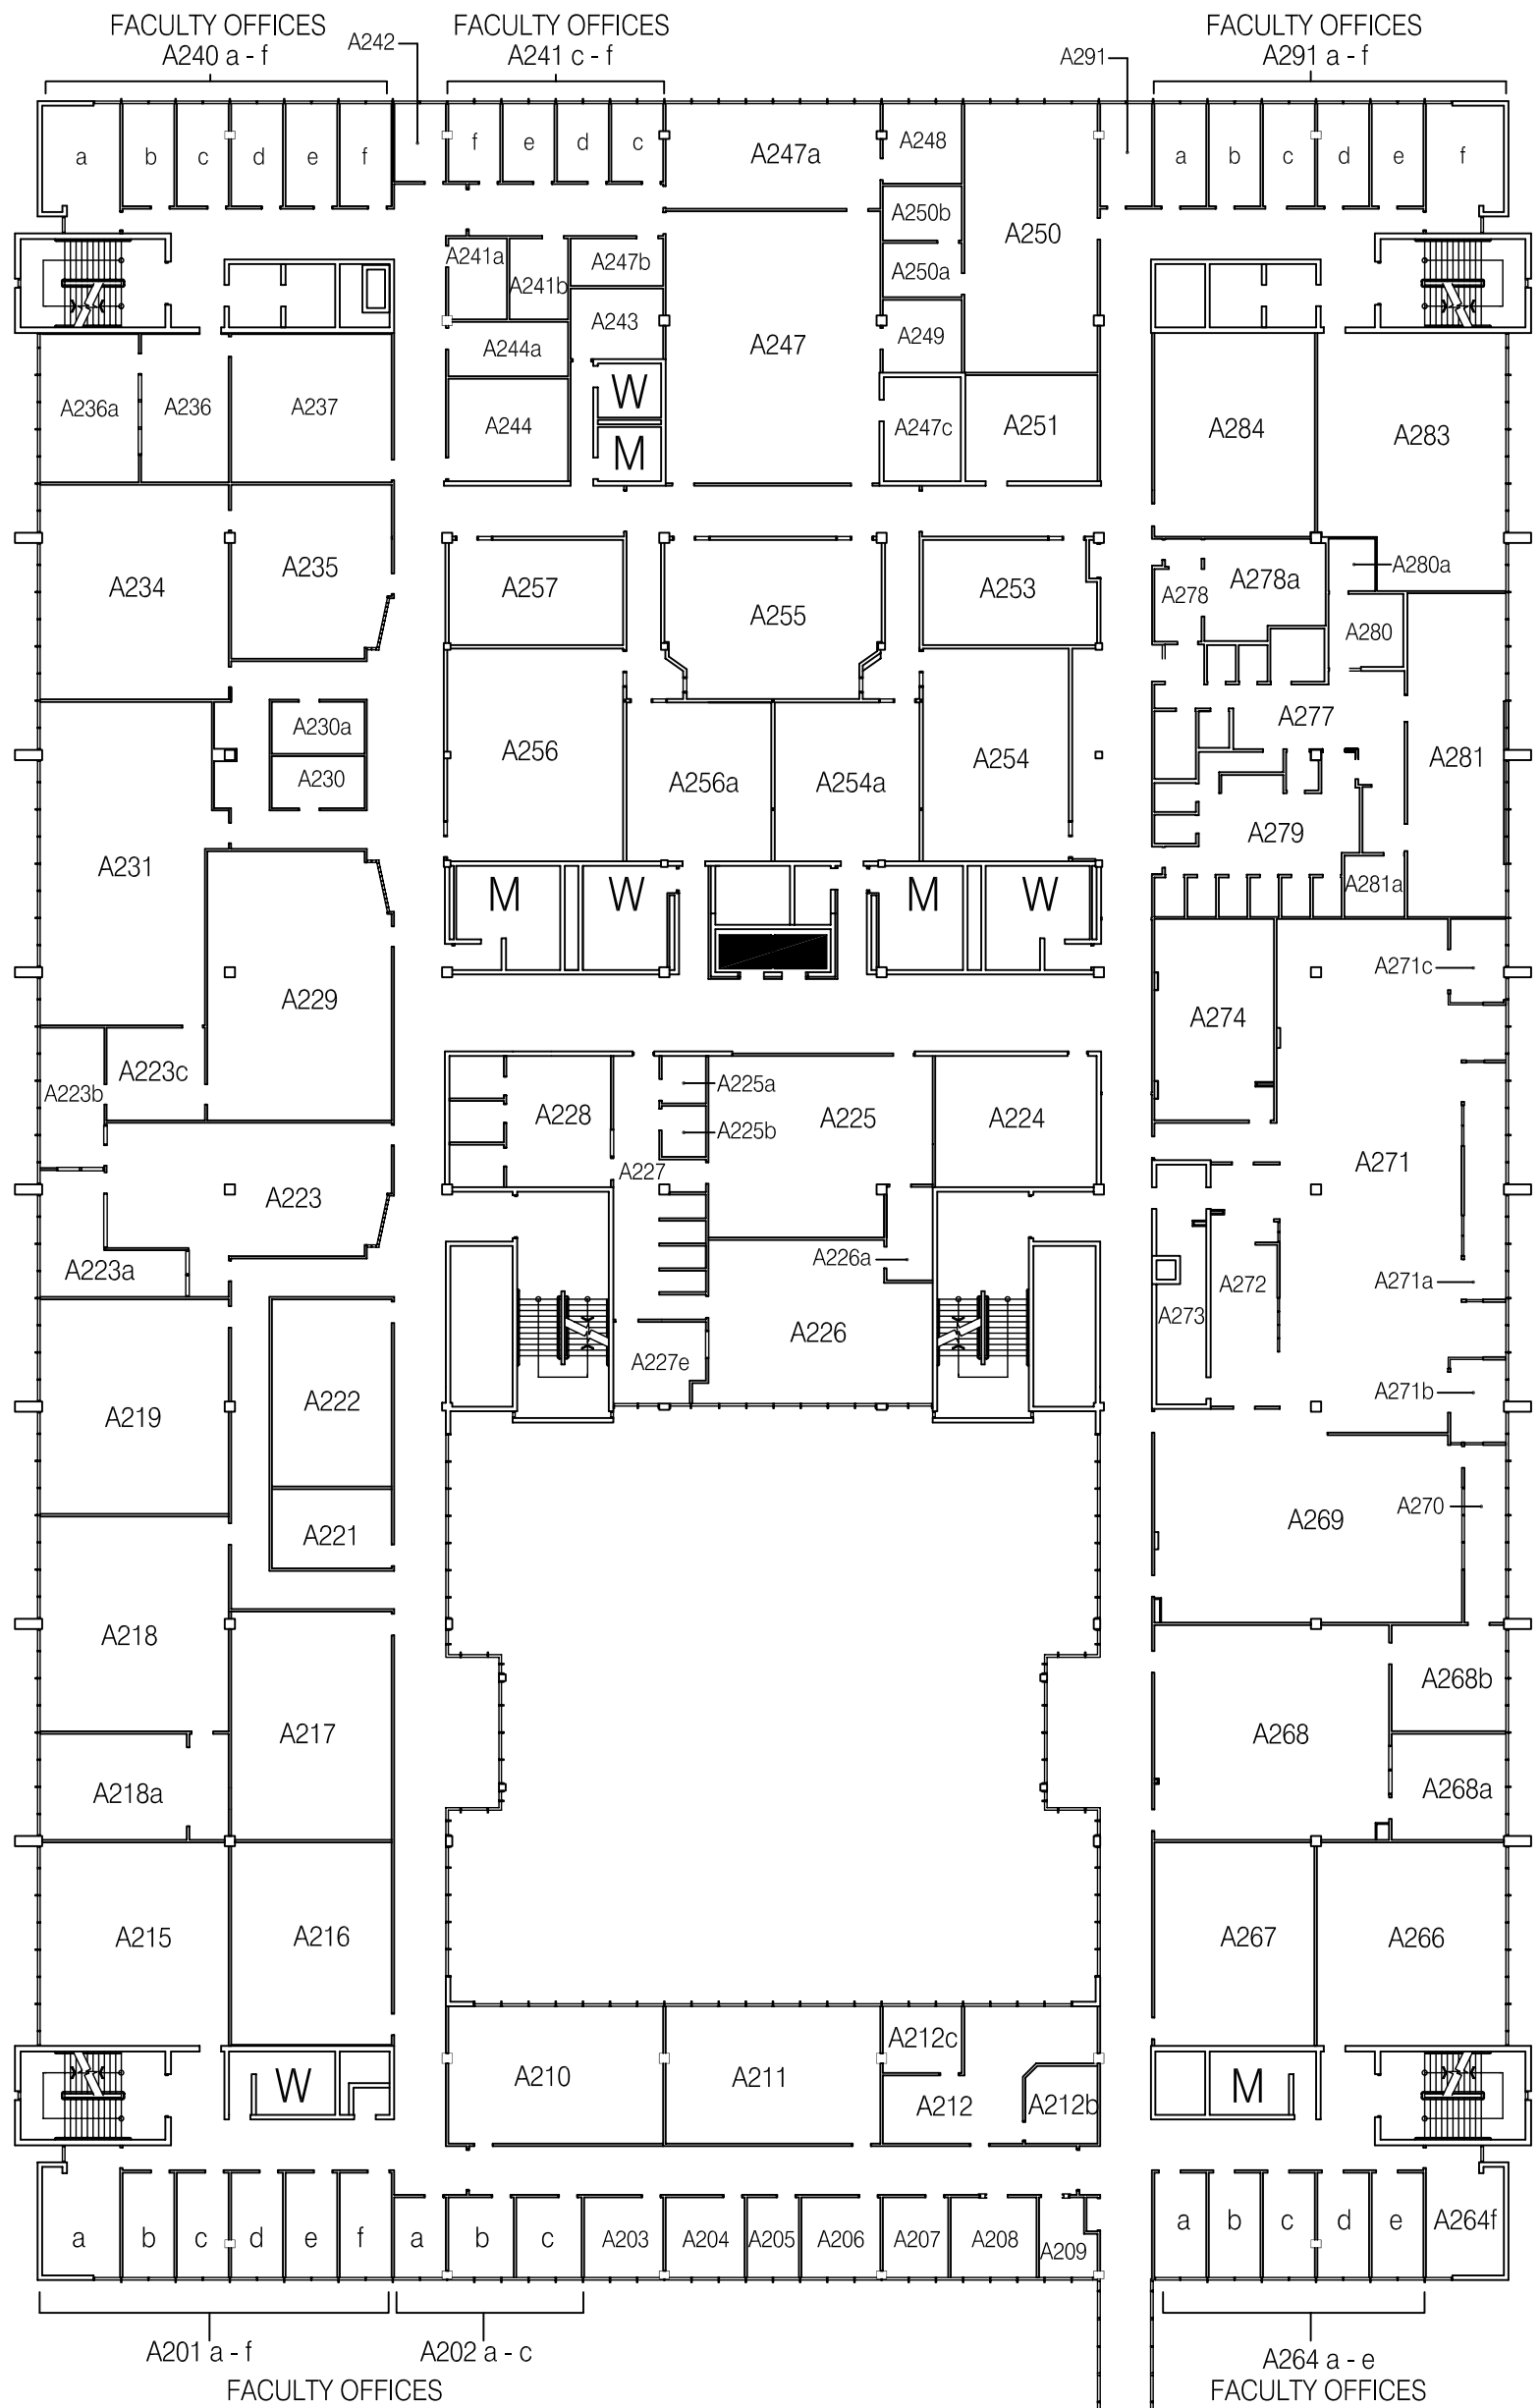 FACULTY OFFICES
A240 a - f
A242
FACULTY OFFICES
A241 c - f
A291
FACULTY OFFICES
A291 a - f
a
b
c
d
e
f
f
e
d
c
A247a
A248
a
b
c
d
e
f
A250b
A250
A241a
A241b
A247b
A250a
A243
A244a
A247
A249
A236a
A236
A237
A244
W
M
A247c
A251
A284
A283
A234
A235
A257
A255
A253
A278
A278a
A280a
A280
A230a
A230
A256
A256a
A254a
A254
A277
A281
A279
A231
M
W
M
W
A281a
A229
A274
A271c
A223b
A223c
A228
A225a
A225b
A225
A224
A227
A271
A223
A223a
A226a
A226
A227e
A273
A272
A271a
A271b
A219
A222
A221
A269
A270
A218
A217
A218a
A268
A268b
A268a
A215
A216
A267
A266
W
A210
A211
A212c
A212
A212b
M
a
b
c
d
e
f
a
b
c
A203
A204
A205
A206
A207
A208
A209
a
b
c
d
e
A264f
A201 a - f
A202 a - c
FACULTY OFFICES
A264 a - e
FACULTY OFFICES